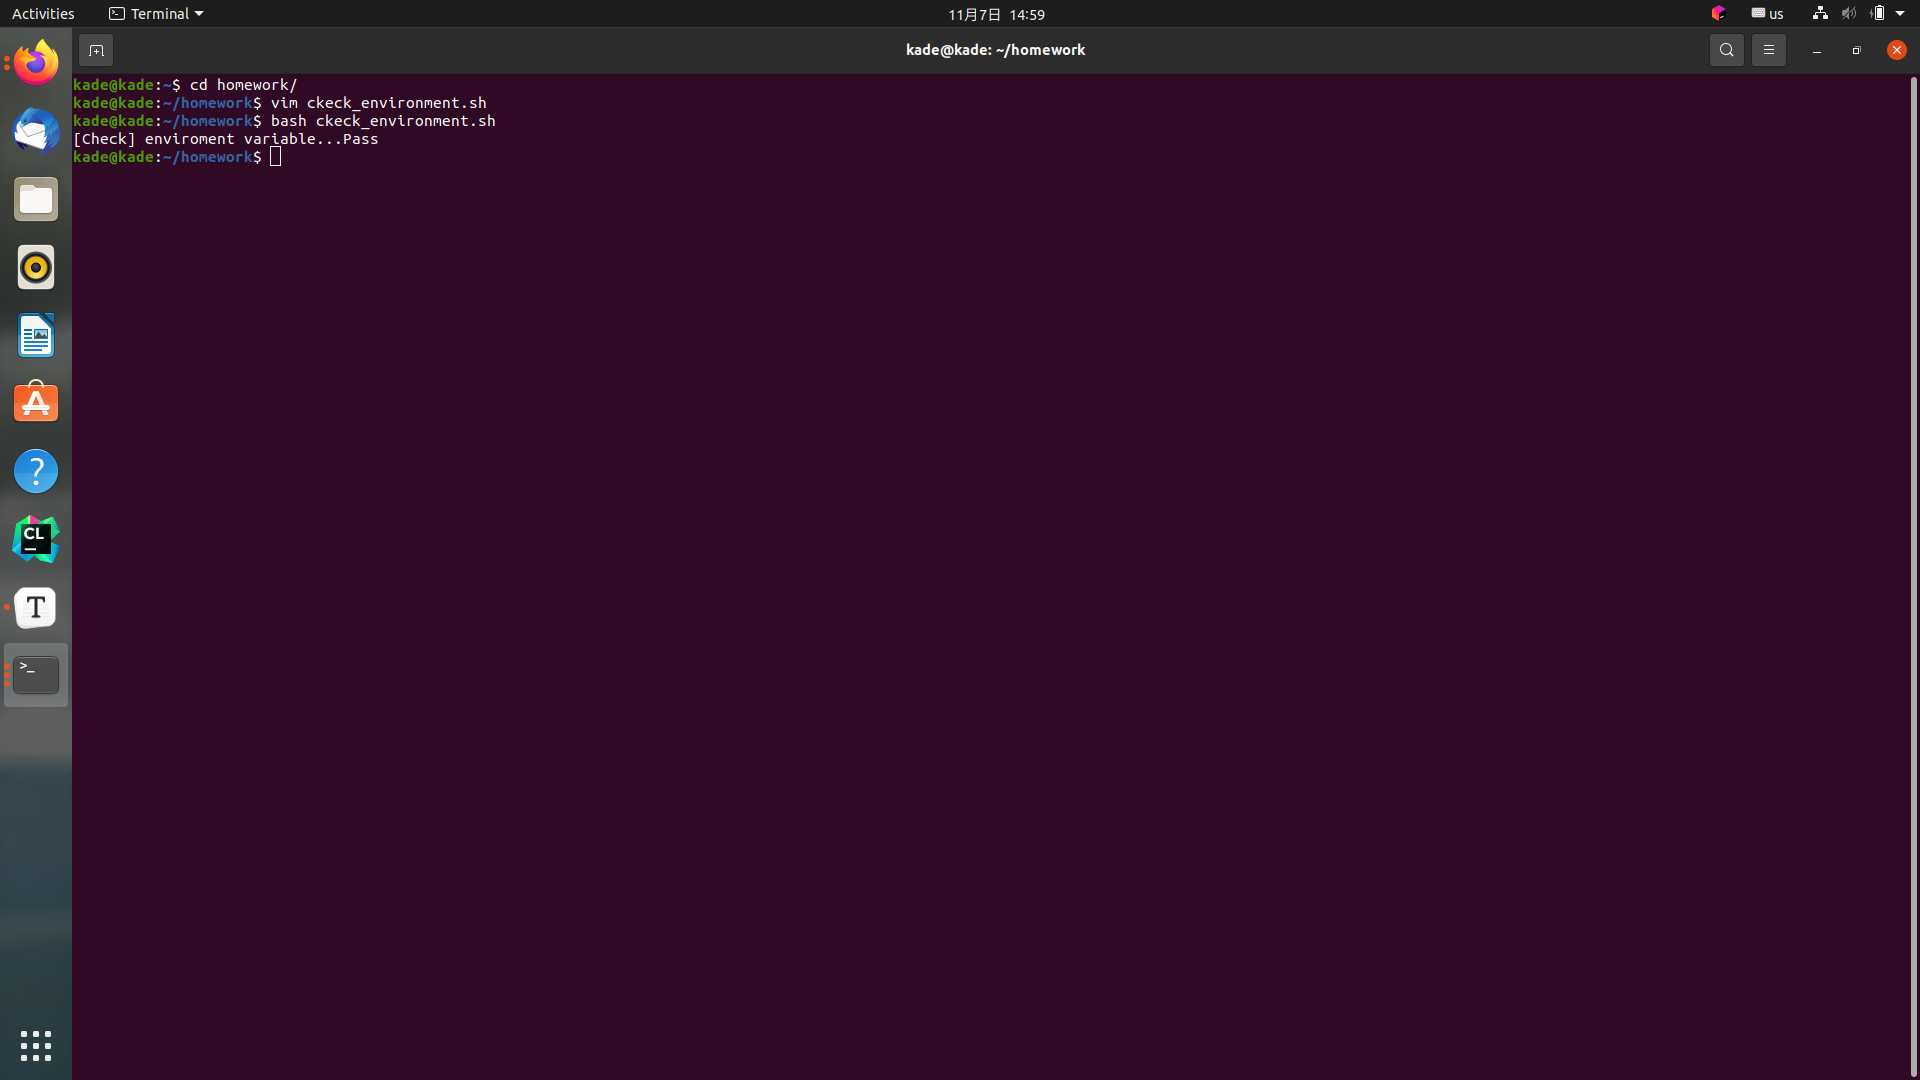 Activities
Terminal
11月7日 14:59
us
kade@kade: ~/homework
kade@kade:~$ cd homework/
kade@kade:~/homework$ vim ckeck_environment.sh
kade@kade:~/homework$ bash ckeck_environment.sh
[Check] enviroment variable...Pass
kade@kade:~/homework$
?
CL
T
>_